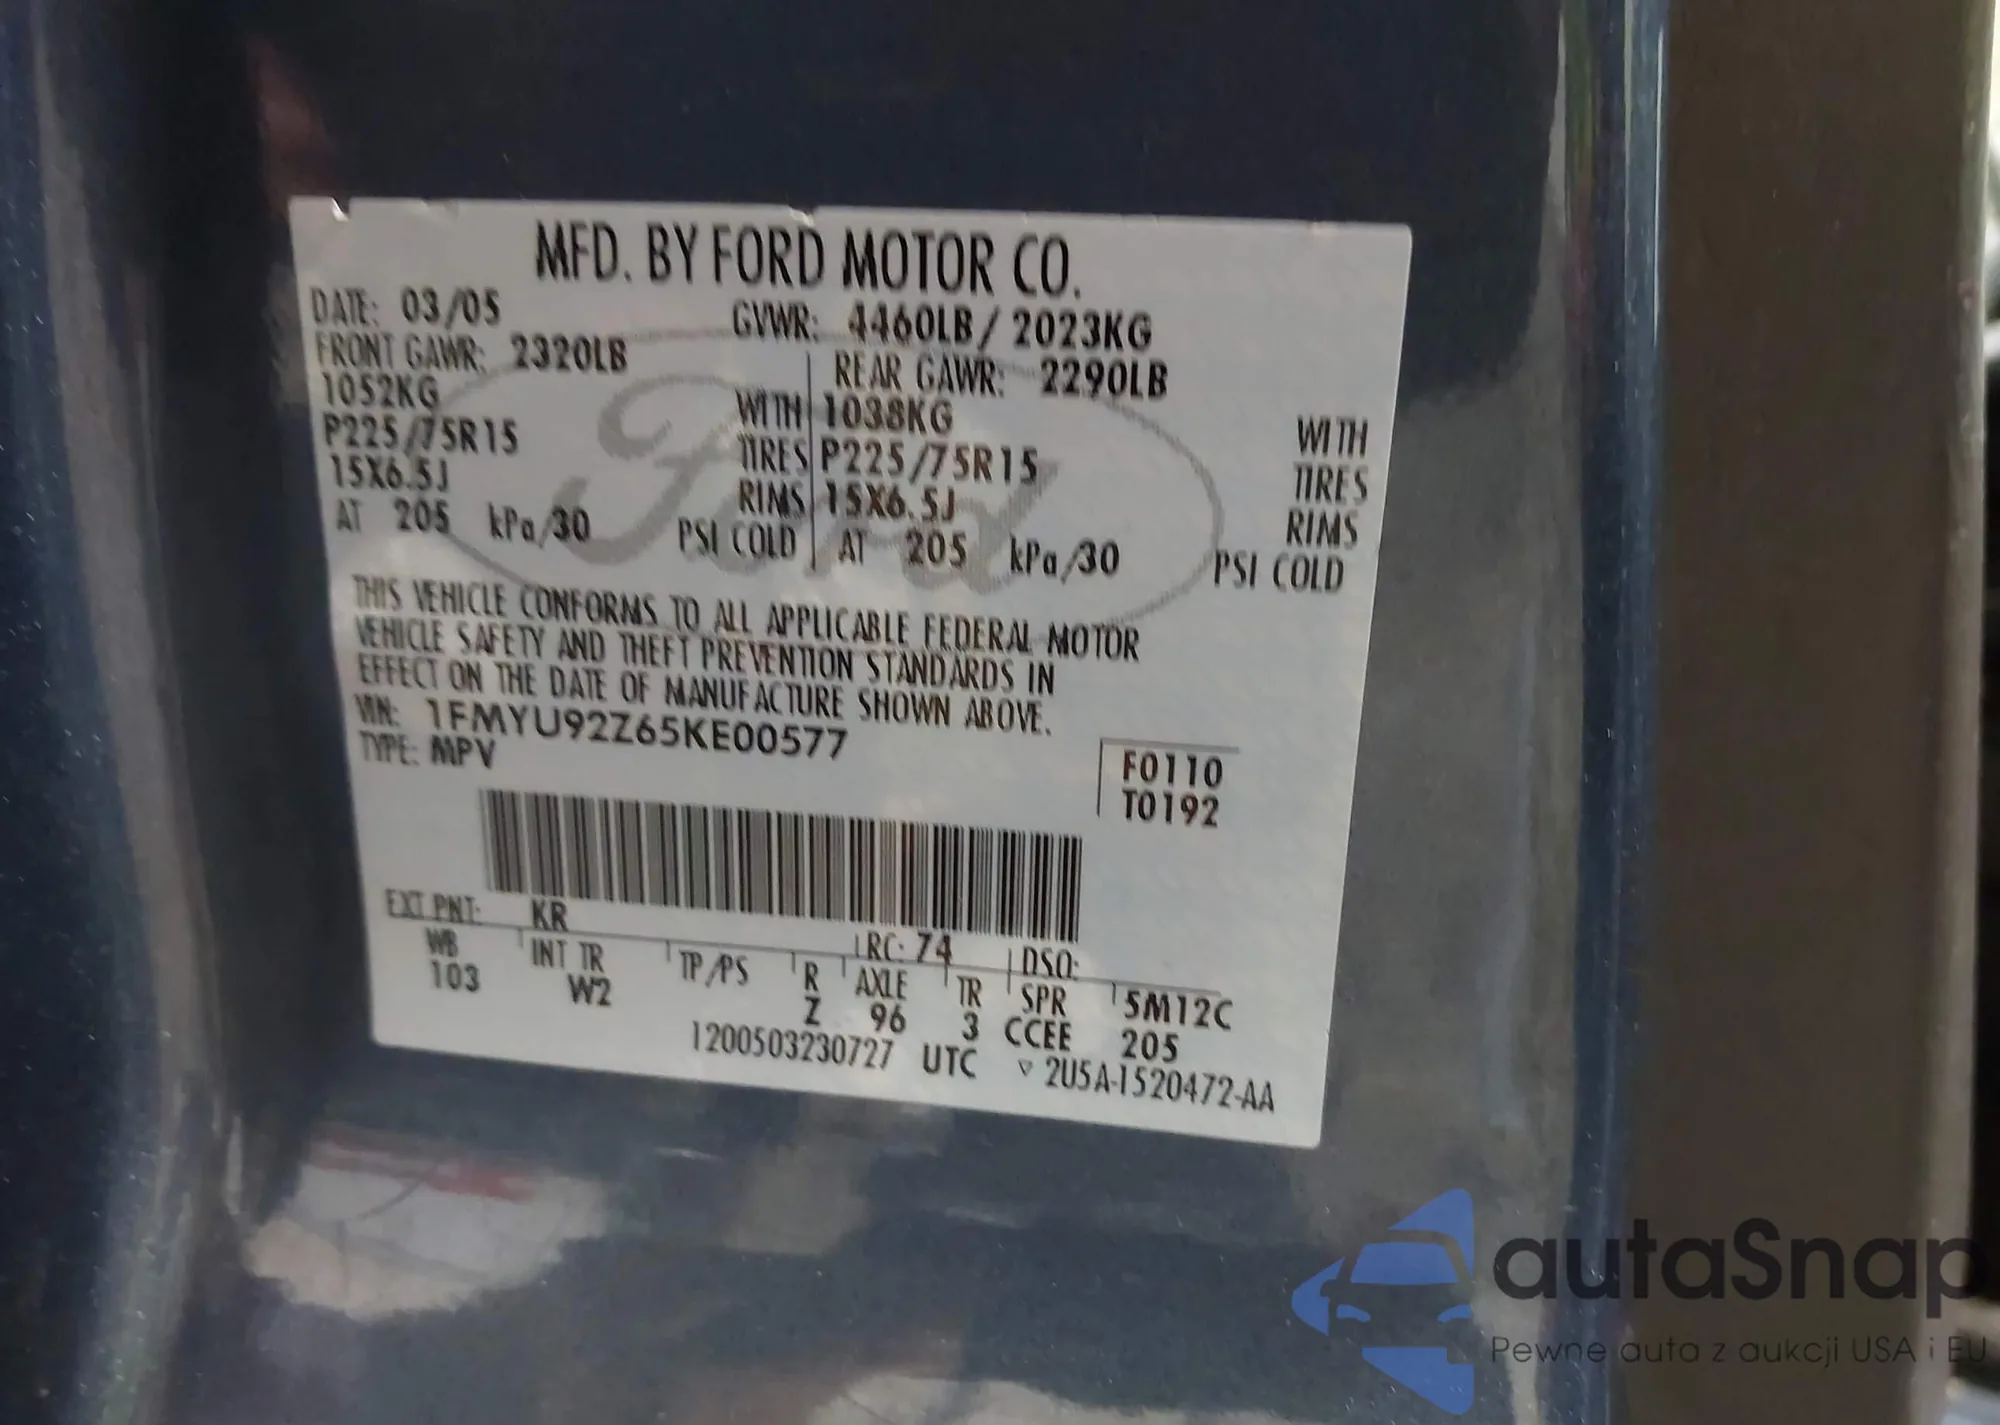 MFD. BY FORD MOTOR CO.
DATE: 03/05 GVWR: 4460LB / 2023KG
FRONT GAWR: 2320LB REAR GAWR: 2290LB
1052KG WITH 1038KG WITH
P225/75R15 TIRES P225/75R15 TIRES
15X6.5J RIMS 15X6.5J RIMS
AT 205 kPa/30 PSI COLD AT 205 kPa/30 PSI COLD
Ford
THIS VEHICLE CONFORMS TO ALL APPLICABLE FEDERAL MOTOR
VEHICLE SAFETY AND THEFT PREVENTION STANDARDS IN
EFFECT ON THE DATE OF MANUFACTURE SHOWN ABOVE.
VIN: 1FMYU92Z65KE00577
TYPE: MPV
F0110
T0192
EXT PNT: KR RC: 74 DSO:
WB INT TR TP/PS R AXLE TR SPR 5M12C
103 W2 Z 96 3 CCEE 205
1200503230727 UTC ▽ 2U5A-1520472-AA
autaSnap
Pewne auta z aukcji USA i EU